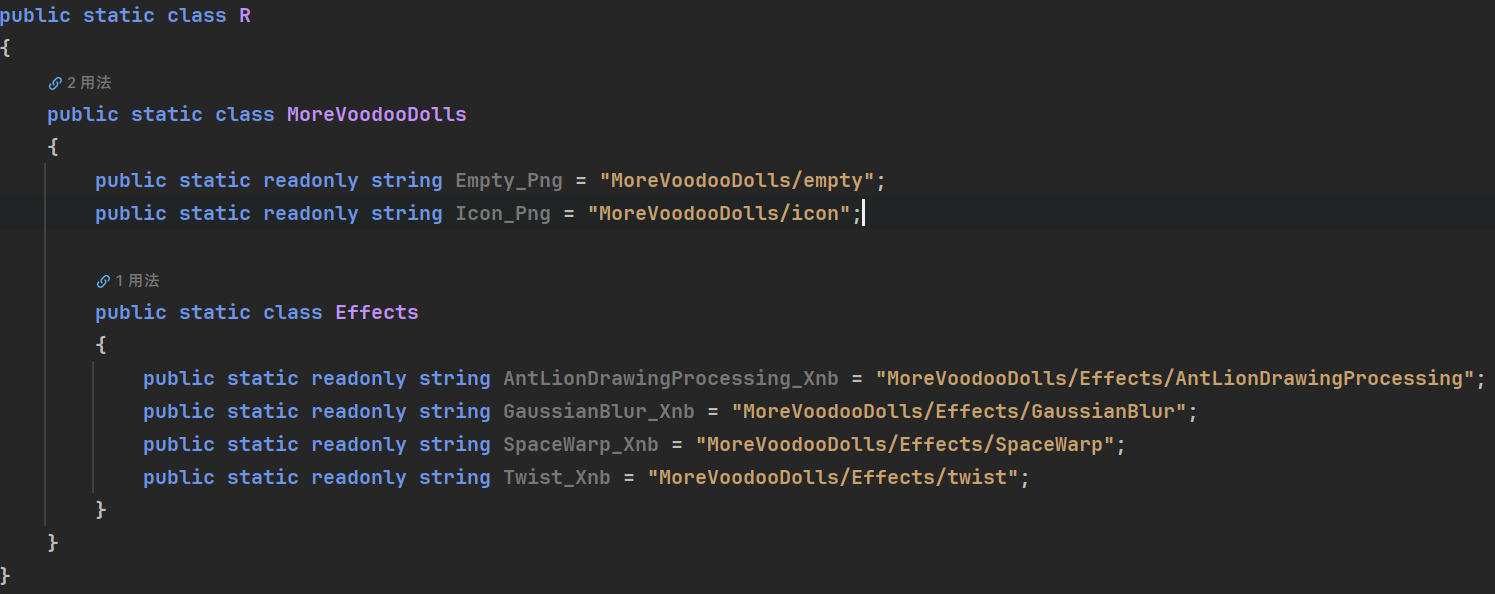 public static class R
{
2 用法
public static class MoreVoodooDolls
{
public static readonly string Empty_Png = "MoreVoodooDolls/empty";
public static readonly string Icon_Png = "MoreVoodooDolls/icon";
1 用法
public static class Effects
{
public static readonly string AntLionDrawingProcessing_Xnb = "MoreVoodooDolls/Effects/AntLionDrawingProcessing";
public static readonly string GaussianBlur_Xnb = "MoreVoodooDolls/Effects/GaussianBlur";
public static readonly string SpaceWarp_Xnb = "MoreVoodooDolls/Effects/SpaceWarp";
public static readonly string Twist_Xnb = "MoreVoodooDolls/Effects/twist";
}
}
}